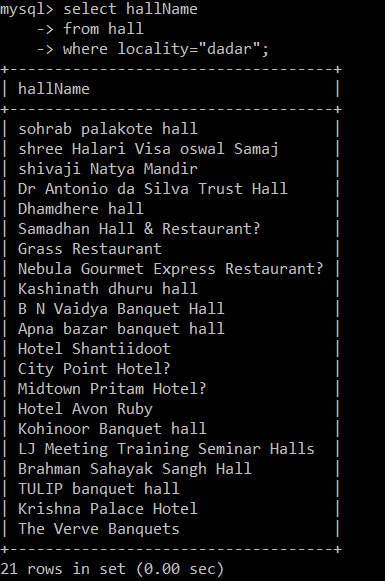 mysql> select hallName
    -> from hall
    -> where locality="dadar";
+-----------------------------------+
| hallName                          |
+-----------------------------------+
| sohrab palakote hall              |
| shree Halari Visa oswal Samaj     |
| shivaji Natya Mandir              |
| Dr Antonio da Silva Trust Hall    |
| Dhamdhere hall                    |
| Samadhan Hall & Restaurant?       |
| Grass Restaurant                  |
| Nebula Gourmet Express Restaurant? |
| Kashinath dhuru hall              |
| B N Vaidya Banquet Hall           |
| Apna bazar banquet hall           |
| Hotel Shantiidoot                 |
| City Point Hotel?                 |
| Midtown Pritam Hotel?             |
| Hotel Avon Ruby                   |
| Kohinoor Banquet hall             |
| LJ Meeting Training Seminar Halls |
| Brahman Sahayak Sangh Hall        |
| TULIP banquet hall                |
| Krishna Palace Hotel              |
| The Verve Banquets                |
+-----------------------------------+
21 rows in set (0.00 sec)